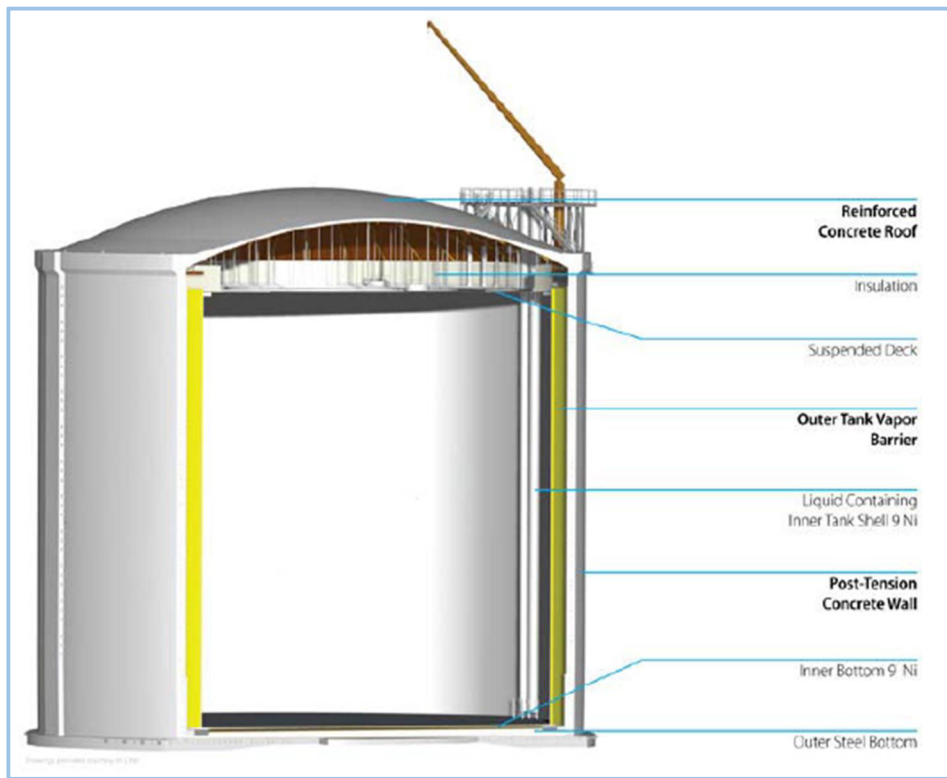 Reinforced
Concrete Roof
Insulation
Suspended Deck
Outer Tank Vapor
Barrier
Liquid Containing
Inner Tank Shell 9 Ni
Post-Tension
Concrete Wall
Inner Bottom 9 Ni
Outer Steel Bottom